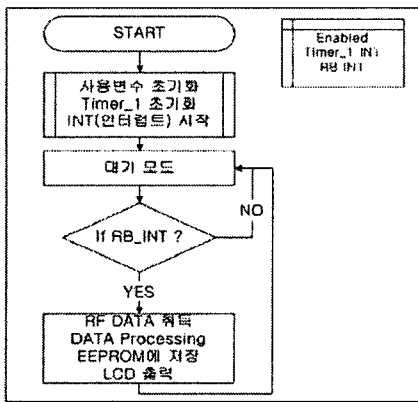 START
Enabled
Timer_1 INT
RB INT
사용변수 초기화
Timer_1 초기화
INT(인터럽트) 시작
대기 모드
NO
If RB_INT ?
YES
RF DATA 취득
DATA Processing
EEPROM에 저장
LCD 출력